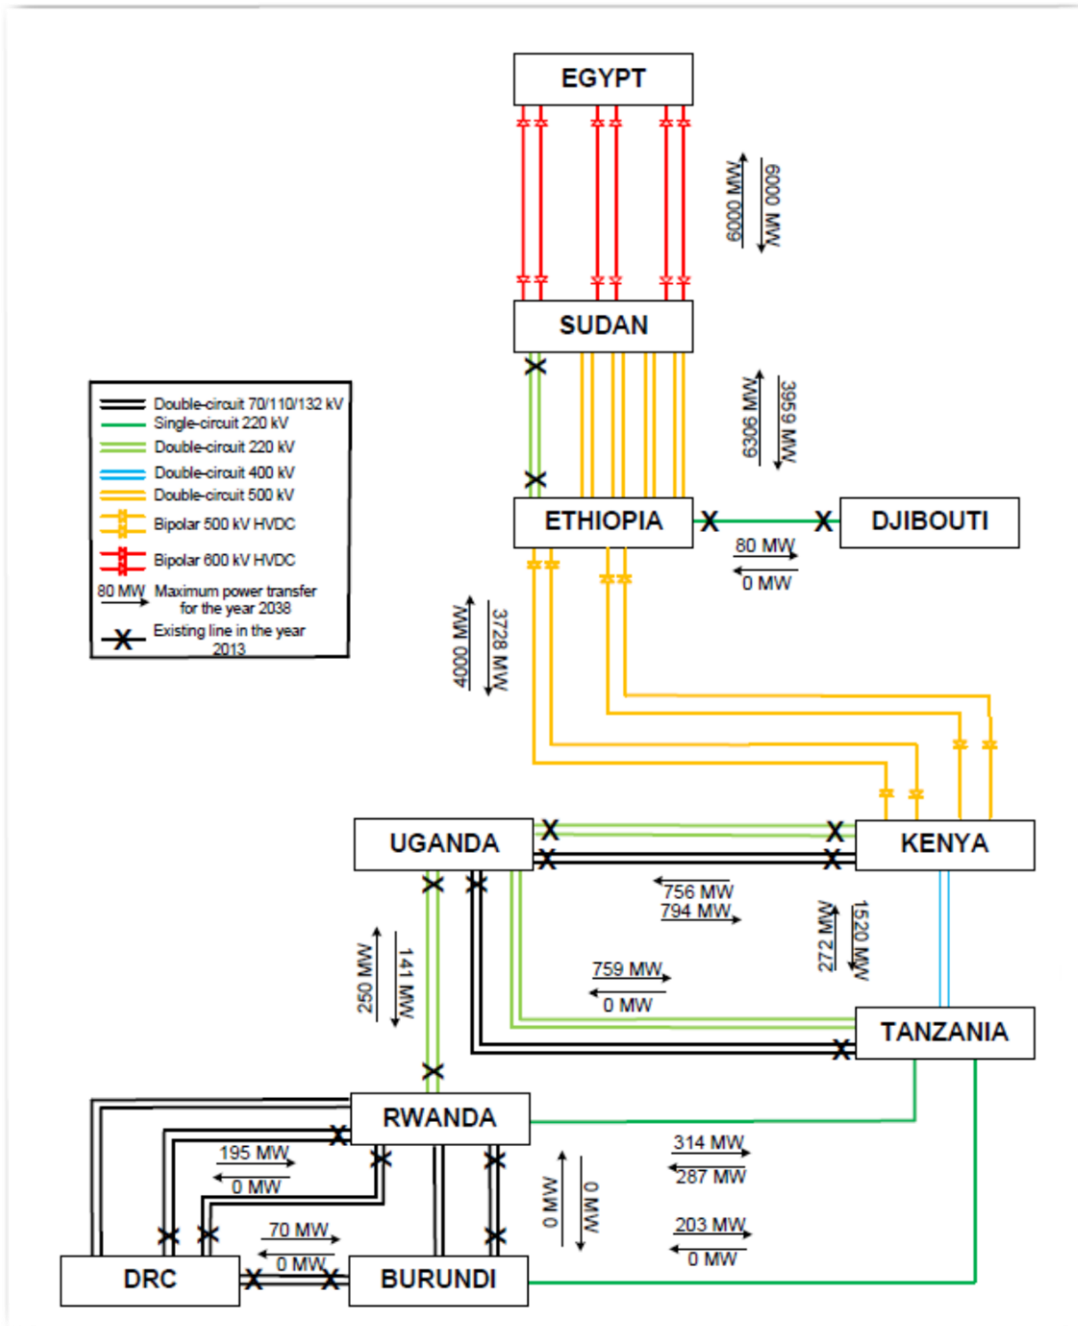 EGYPT
6000 MW
6000 MW
SUDAN
6306 MW
3959 MW
Double-circuit 70/110/132 kV
Single-circuit 220 kV
Double-circuit 220 kV
Double-circuit 400 kV
Double-circuit 500 kV
Bipolar 500 kV HVDC
Bipolar 600 kV HVDC
80 MW
Maximum power transfer
for the year 2038
X
Existing line in the year
2013
X
X
ETHIOPIA
X
X
DJIBOUTI
80 MW
0 MW
4000 MW
3728 MW
UGANDA
X
X
X
X
KENYA
756 MW
794 MW
272 MW
1520 MW
X
X
250 MW
141 MW
759 MW
0 MW
TANZANIA
X
X
RWANDA
X
195 MW
0 MW
X
X
314 MW
287 MW
0 MW
0 MW
203 MW
0 MW
X
X
X
70 MW
0 MW
DRC
X
X
BURUNDI